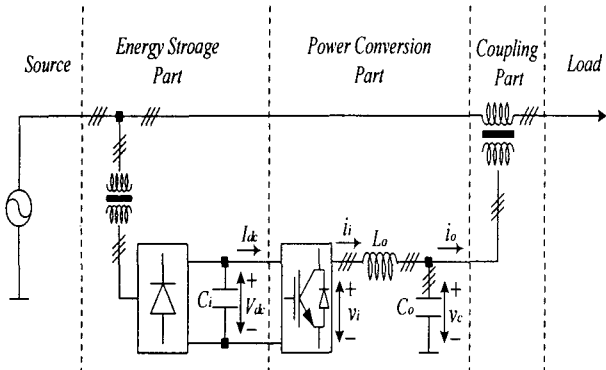 Source
Energy Stroage
Part
Power Conversion
Part
Coupling
Part
Load
Idc
ii
Lo
io
Ci
+
Vdc
−
+
vi
−
Co
+
vc
−